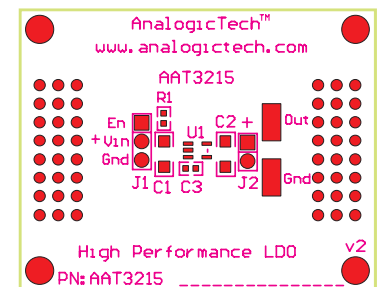 AnalogicTech™
www.analogictech.com
AAT3215
R1
En
U1
C2 +
Out
+ Vin
Gnd
J1
C1
C3
J2
Gnd
High Performance LDO
v2
PN: AAT3215 _______________